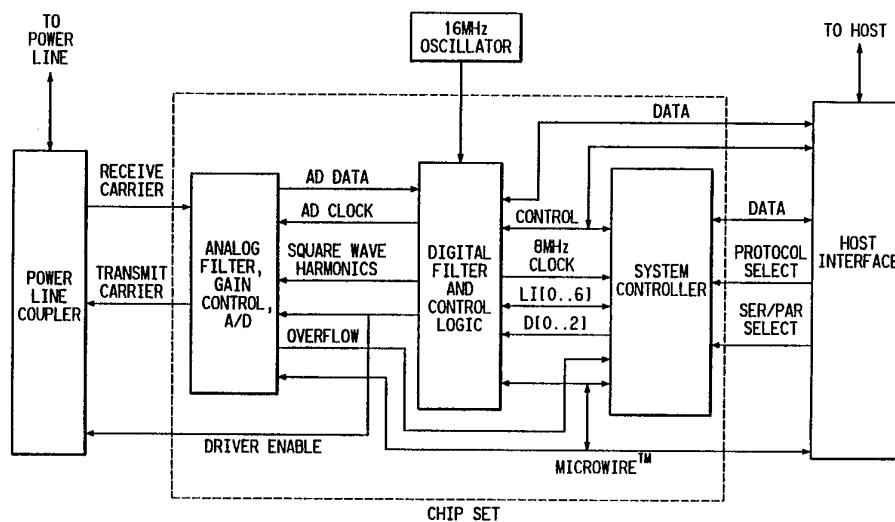 TO
POWER
LINE
16MHz
OSCILLATOR
TO HOST
DATA
RECEIVE
CARRIER
AD DATA
AD CLOCK
CONTROL
DATA
POWER
LINE
COUPLER
TRANSMIT
CARRIER
ANALOG
FILTER,
GAIN
CONTROL,
A/D
SQUARE WAVE
HARMONICS
DIGITAL
FILTER
AND
CONTROL
LOGIC
8MHz
CLOCK
LI[0..6]
D[0..2]
SYSTEM
CONTROLLER
PROTOCOL
SELECT
HOST
INTERFACE
SER/PAR
SELECT
OVERFLOW
DRIVER ENABLE
MICROWIRE™
CHIP SET